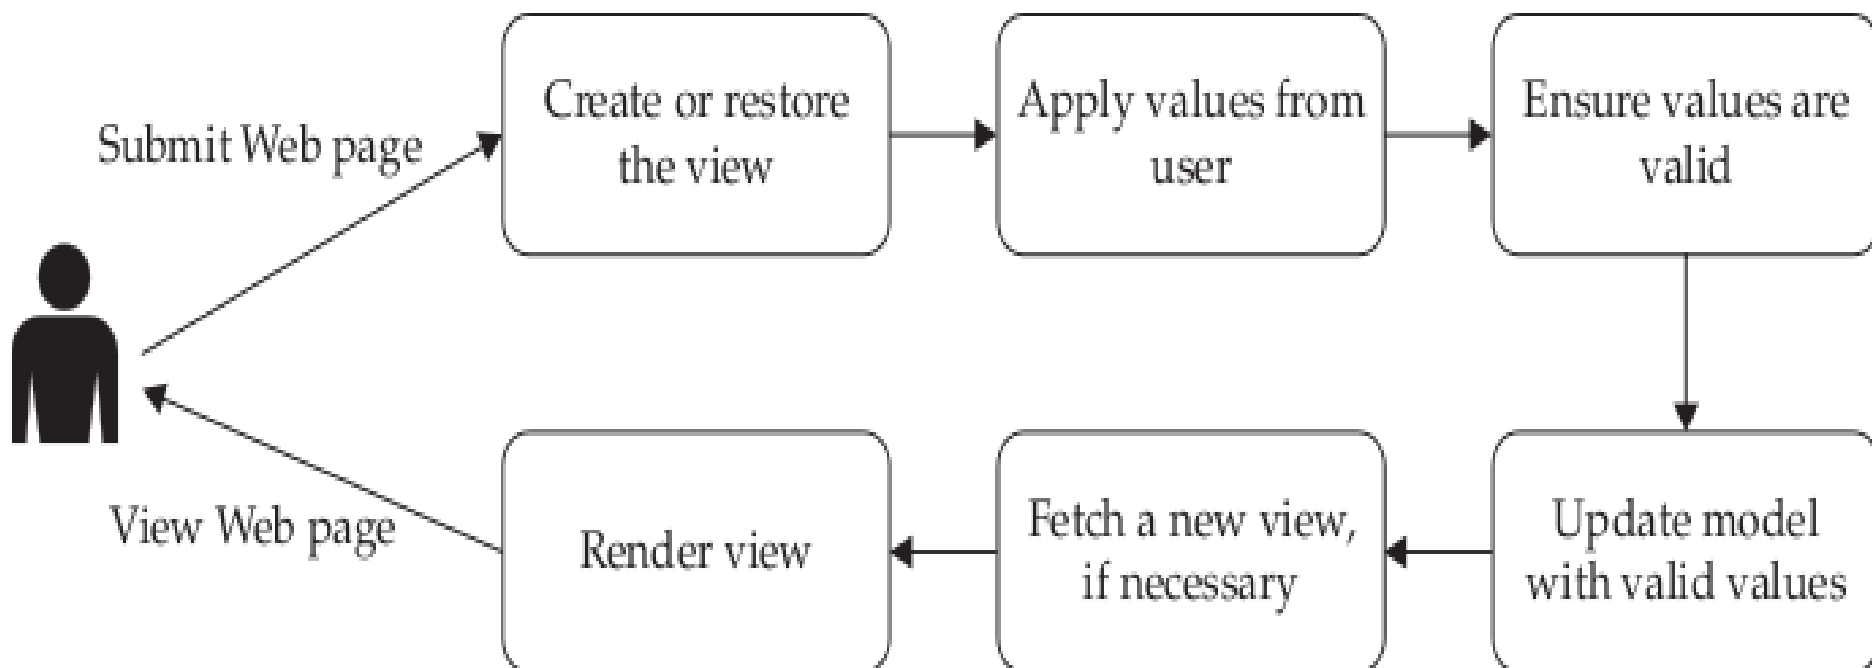 Submit Web page
Create or restore
the view
Apply values from
user
Ensure values are
valid
Update model
with valid values
Fetch a new view,
if necessary
Render view
View Web page